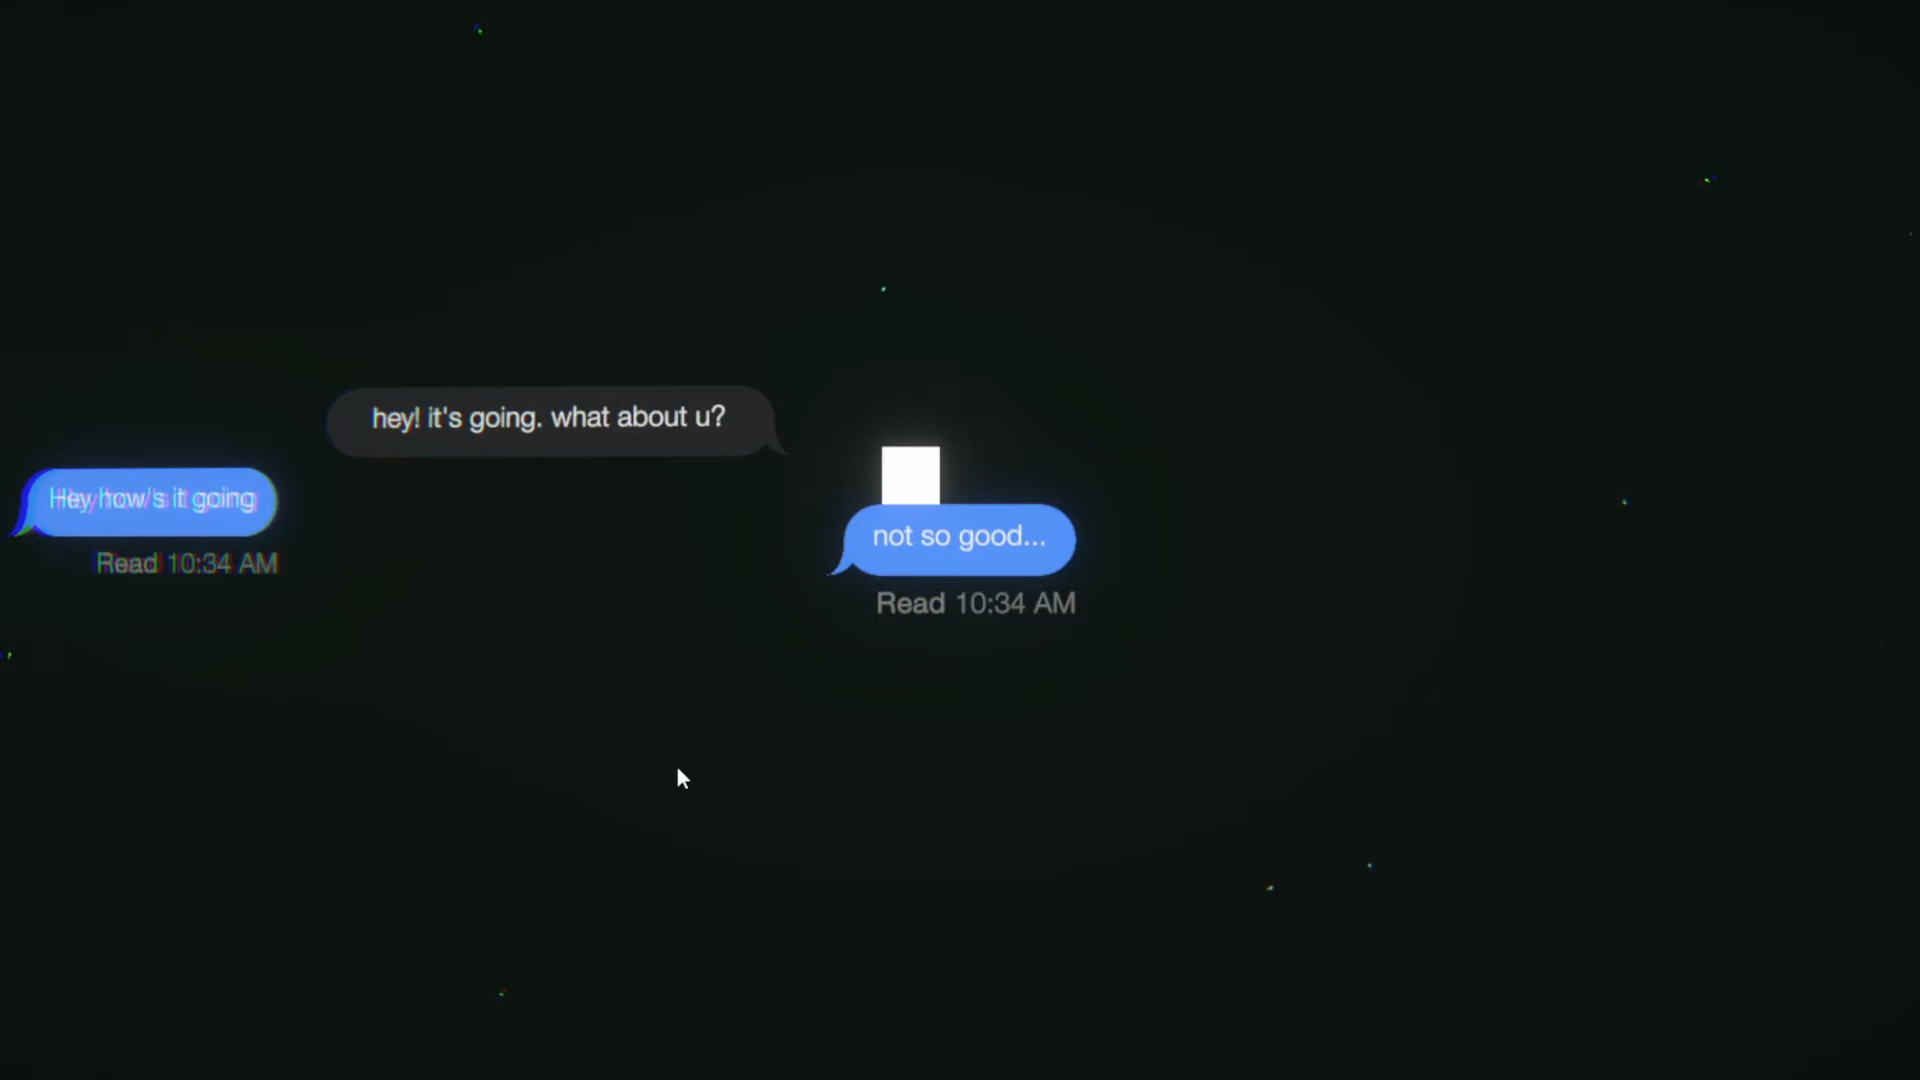 Hey how's it going
Read 10:34 AM
hey! it's going. what about u?
not so good...
Read 10:34 AM